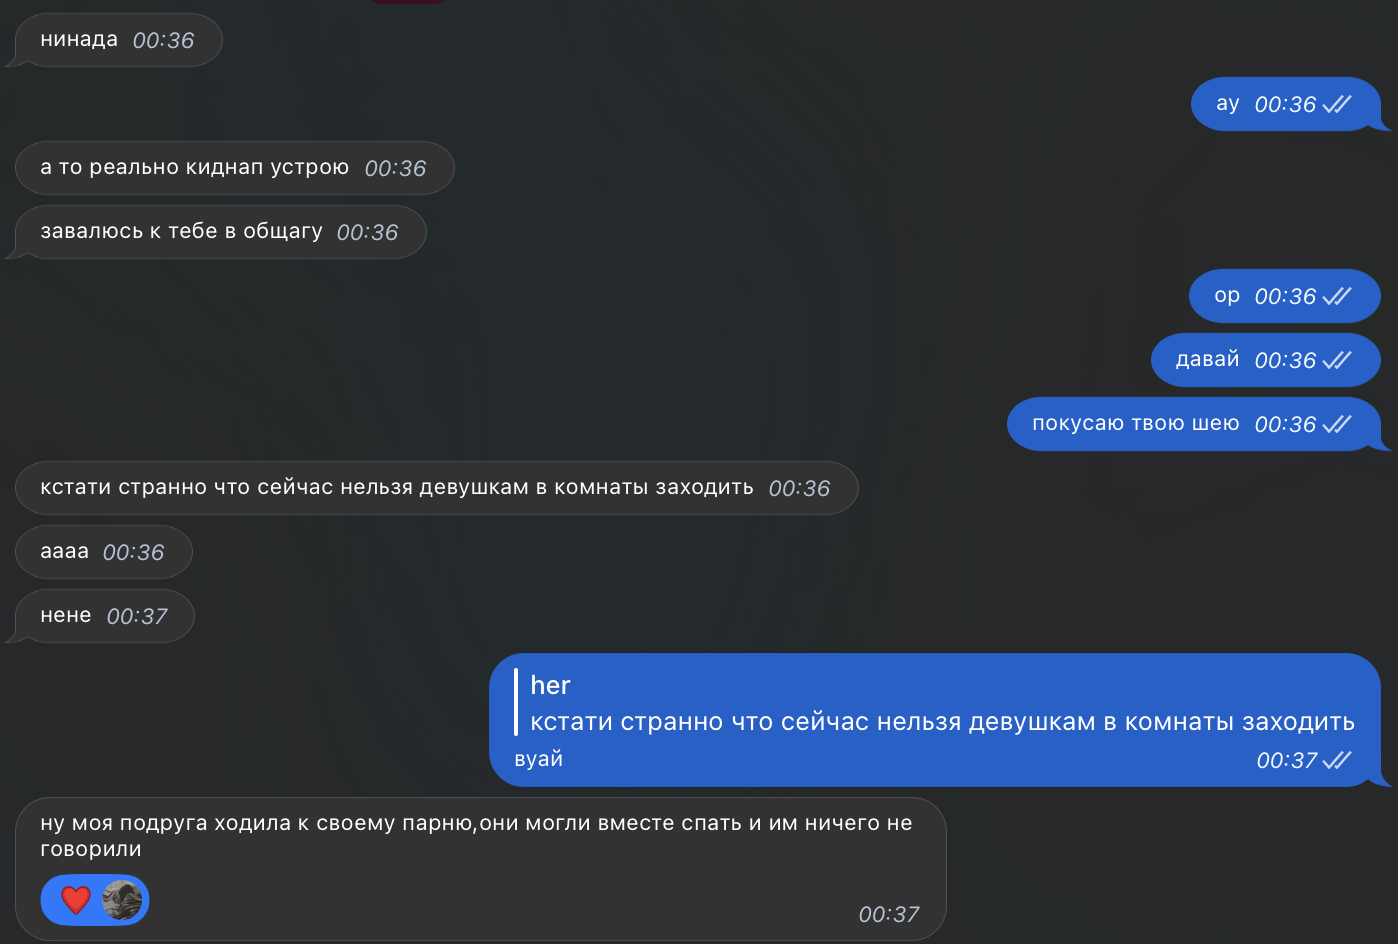 нинада 00:36
ау 00:36
а то реально киднап устрою 00:36
завалюсь к тебе в общагу 00:36
ор 00:36
давай 00:36
покусаю твою шею 00:36
кстати странно что сейчас нельзя девушкам в комнаты заходить 00:36
аааа 00:36
нене 00:37
her
кстати странно что сейчас нельзя девушкам в комнаты заходить
вуай 00:37
ну моя подруга ходила к своему парню,они могли вместе спать и им ничего не
говорили
00:37